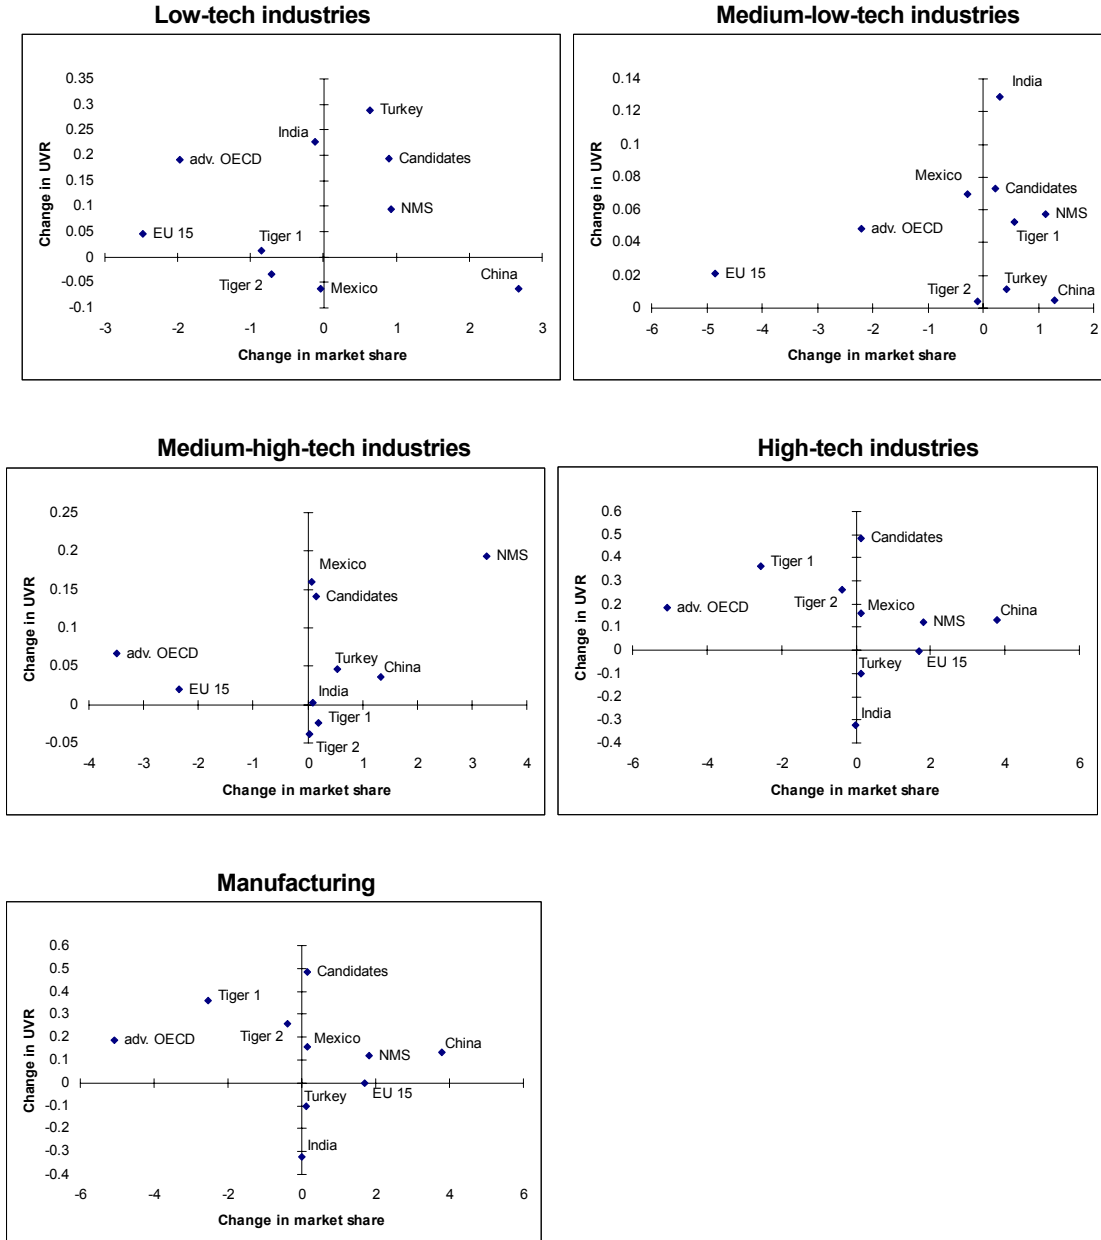 Low-tech industries
Medium-low-tech industries
0.35
0.3
0.25
0.2
0.15
0.1
0.05
0
-0.05
-0.1
Change in UVR
Turkey
India
adv. OECD
Candidates
NMS
EU 15
Tiger 1
Tiger 2
Mexico
China
-3
-2
-1
0
1
2
3
Change in market share
0.14
0.12
0.1
0.08
0.06
0.04
0.02
0
Change in UVR
India
Mexico
Candidates
NMS
adv. OECD
Tiger 1
EU 15
Tiger 2
Turkey
China
-6
-5
-4
-3
-2
-1
0
1
2
Change in market share
Medium-high-tech industries
High-tech industries
0.25
0.2
0.15
0.1
0.05
0
-0.05
Change in UVR
NMS
Mexico
Candidates
adv. OECD
Turkey
China
EU 15
India
Tiger 1
Tiger 2
-4
-3
-2
-1
0
1
2
3
4
Change in market share
0.6
0.5
0.4
0.3
0.2
0.1
0
-0.1
-0.2
-0.3
-0.4
Change in UVR
Candidates
Tiger 1
Tiger 2
adv. OECD
Mexico
NMS
China
Turkey
EU 15
India
-6
-4
-2
0
2
4
6
Change in market share
Manufacturing
0.6
0.5
0.4
0.3
0.2
0.1
0
-0.1
-0.2
-0.3
-0.4
Change in UVR
Candidates
Tiger 1
adv. OECD
Tiger 2
Mexico
NMS
China
Turkey
EU 15
India
-6
-4
-2
0
2
4
6
Change in market share